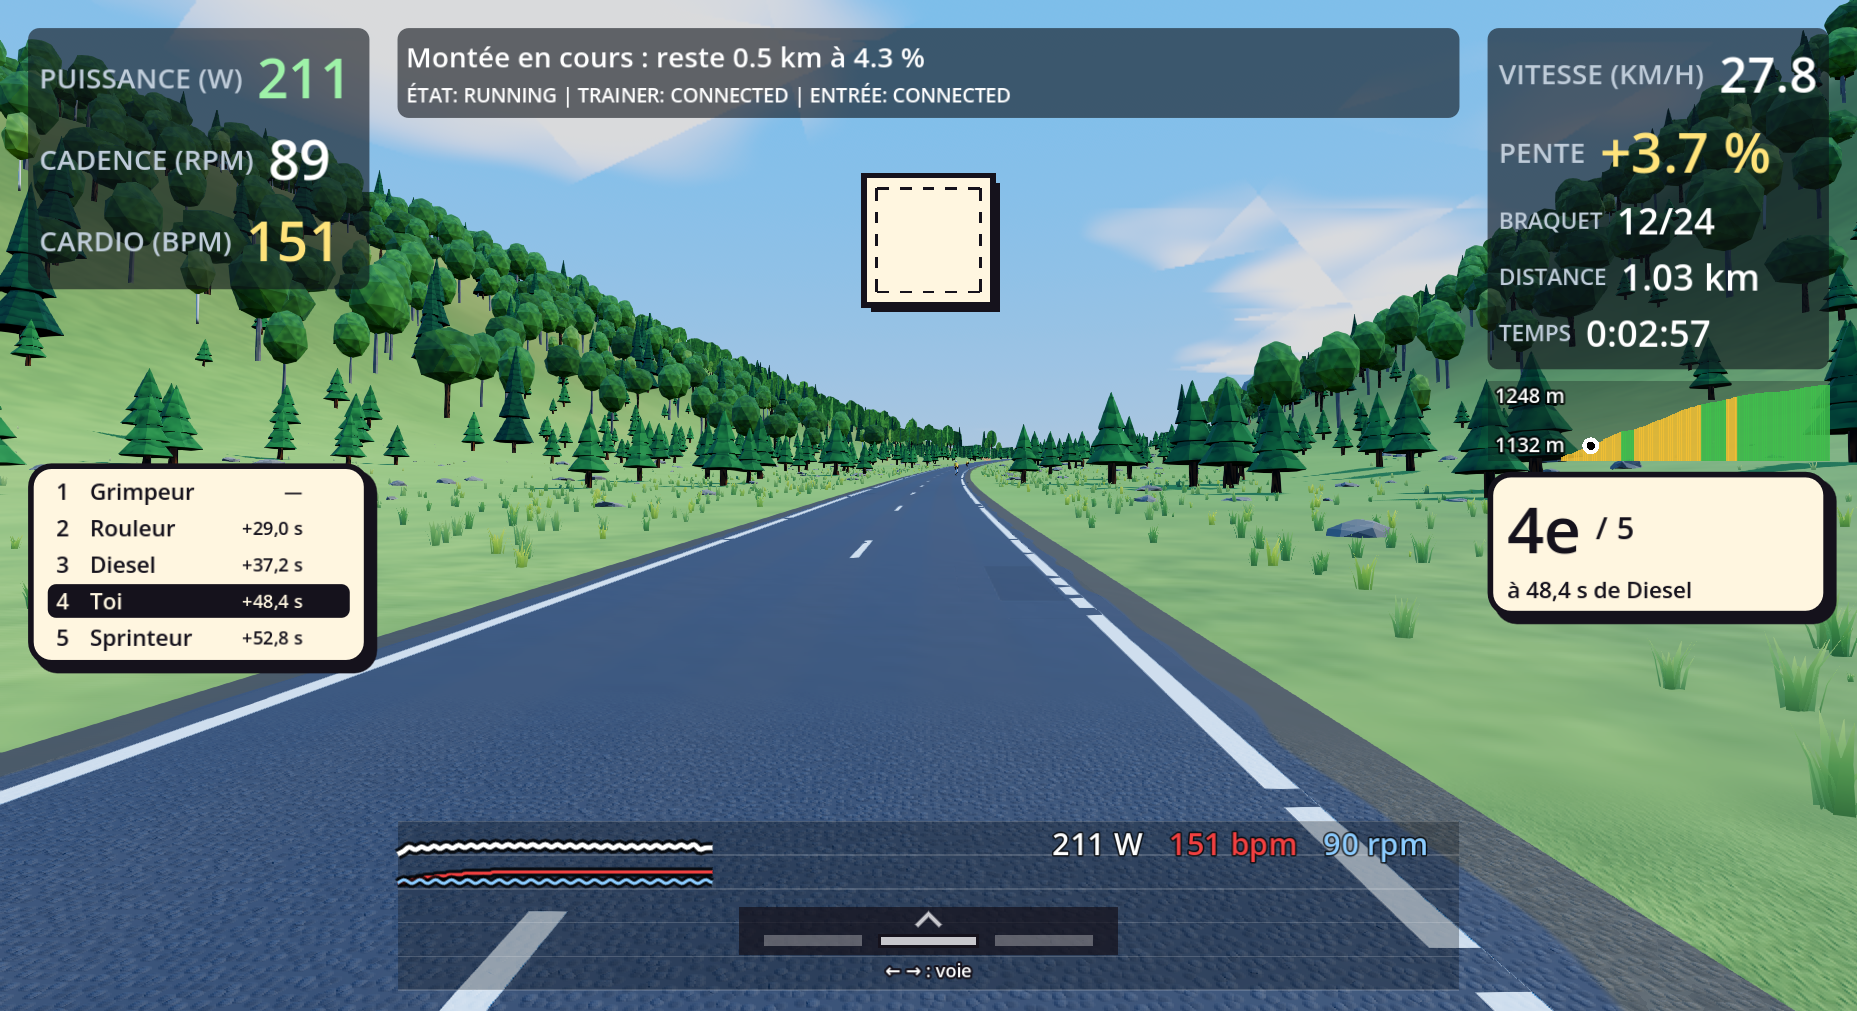 PUISSANCE (W) 211
CADENCE (RPM) 89
CARDIO (BPM) 151
Montée en cours : reste 0.5 km à 4.3 %
ÉTAT: RUNNING | TRAINER: CONNECTED | ENTRÉE: CONNECTED
VITESSE (KM/H) 27.8
PENTE +3.7 %
BRAQUET 12/24
DISTANCE 1.03 km
TEMPS 0:02:57
1248 m
1132 m
1 Grimpeur —
2 Rouleur +29,0 s
3 Diesel +37,2 s
4 Toi +48,4 s
5 Sprinteur +52,8 s
4e / 5
à 48,4 s de Diesel
211 W 151 bpm 90 rpm
← → : voie